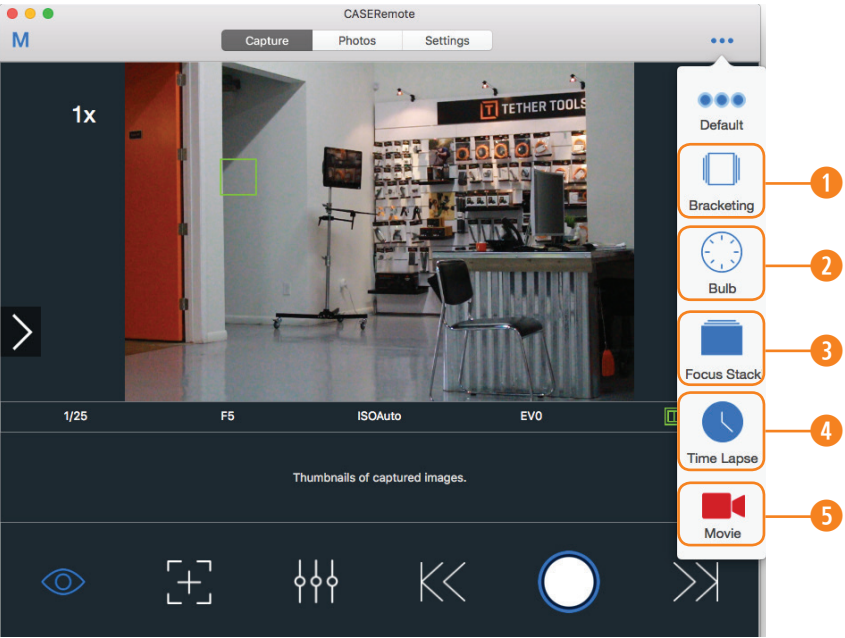 CASERemote
M
Capture
Photos
Settings
1x
TETHER TOOLS
T
Default
1
Bracketing
2
Bulb
3
Focus Stack
4
Time Lapse
5
Movie
1/25
F5
ISOAuto
EV0
Thumbnails of captured images.